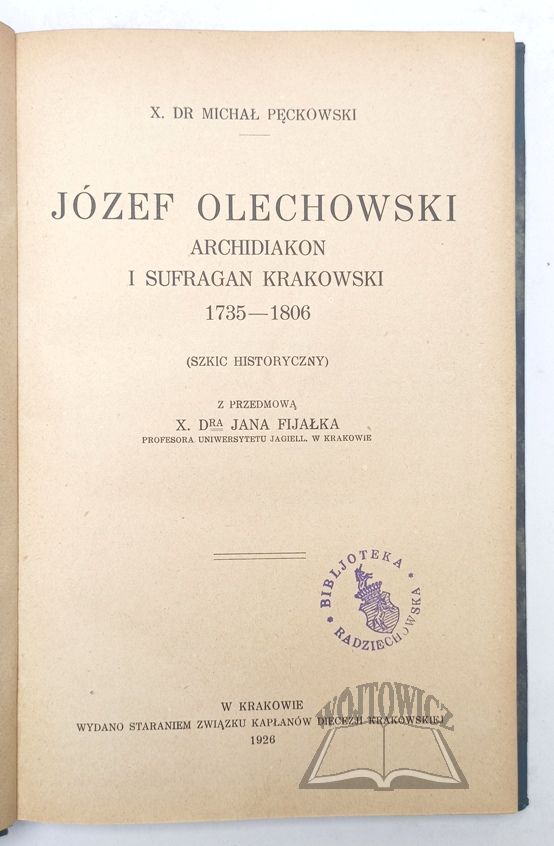 X. DR MICHAŁ PĘCKOWSKI
JÓZEF OLECHOWSKI
ARCHIDIAKON
I SUFRAGAN KRAKOWSKI
1735—1806
(SZKIC HISTORYCZNY)
Z PRZEDMOWĄ
X. DRA JANA FIJAŁKA
PROFESORA UNIWERSYTETU JAGIELL. W KRAKOWIE
* BIBLJOTEKA *
RADZIECHOWSKA
W KRAKOWIE
WYDANO STARANIEM ZWIĄZKU KAPŁANÓW DIECEZJI KRAKOWSKIEJ
1926
WÓJTOWICZ